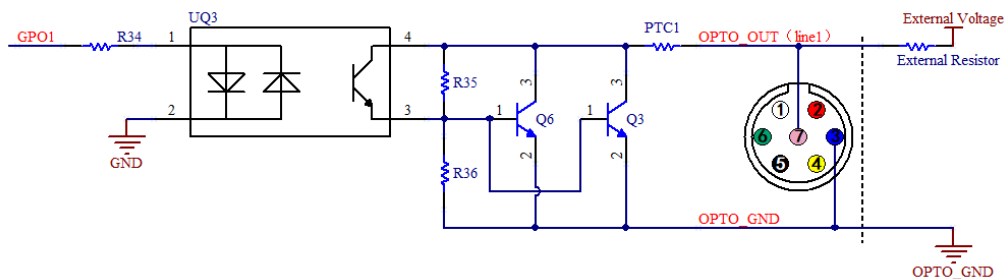 UQ3
External Voltage
GPO1
R34
1
4
PTC1
OPTO_OUT（line1）
External Resistor
R35
3
3
1
2
2
3
1
Q6
1
Q3
6
7
3
GND
R36
2
2
5
4
OPTO_GND
OPTO_GND